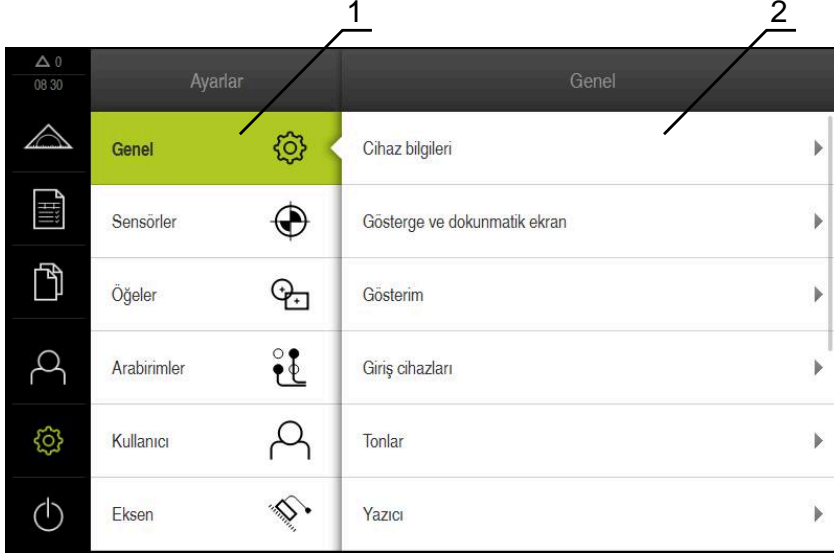 1
2
0
08 30
Ayarlar
Genel
Genel
Sensörler
Öğeler
Arabirimler
Kullanıcı
Eksen
Cihaz bilgileri
Gösterge ve dokunmatik ekran
Gösterim
Giriş cihazları
Tonlar
Yazıcı